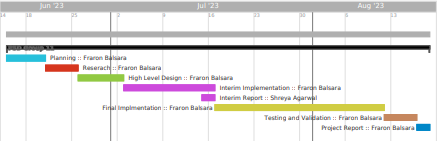 Jun '23 Jul '23 Aug '23
14 18 25 2 9 16 23 30 6 13
Planning :: Fraron Balsara
Reserach :: Fraron Balsara
High Level Design :: Fraron Balsara
Interim Implementation :: Fraron Balsara
Interim Report :: Shreya Agarwal
Final Implmentation :: Fraron Balsara
Testing and Validation :: Fraron Balsara
Project Report :: Fraron Balsara